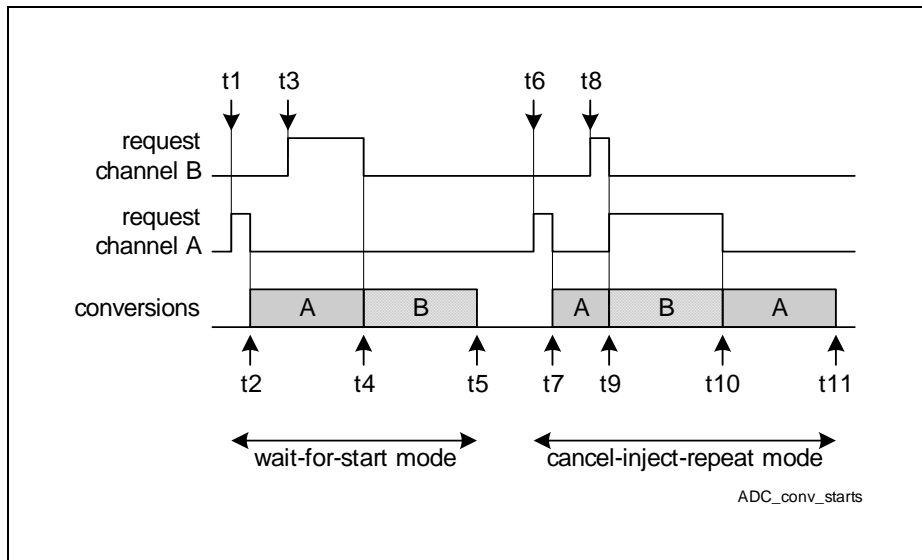 t1 t3 t6 t8
request
channel B
request
channel A
conversions A B A B A
t2 t4 t5 t7 t9 t10 t11
wait-for-start mode cancel-inject-repeat mode
ADC_conv_starts